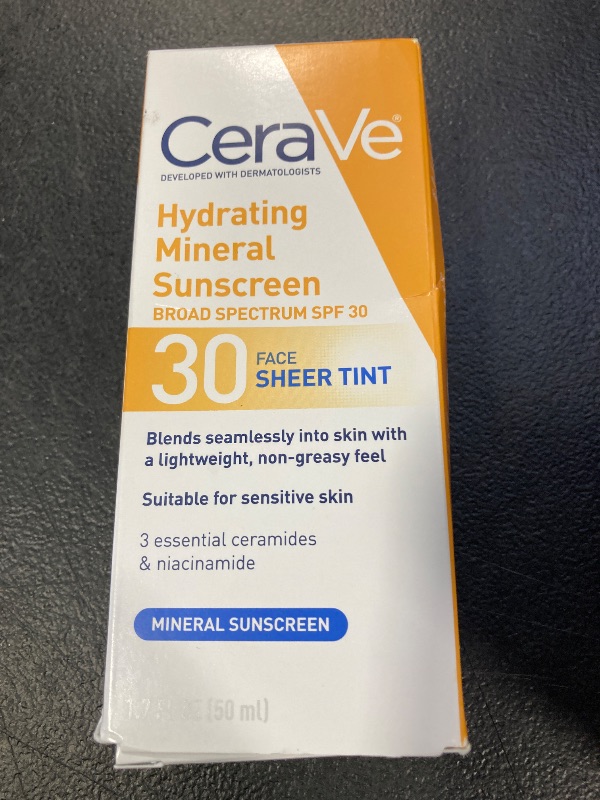 CeraVe®
DEVELOPED WITH DERMATOLOGISTS
Hydrating
Mineral
Sunscreen
BROAD SPECTRUM SPF 30
30 FACE
SHEER TINT
Blends seamlessly into skin with
a lightweight, non-greasy feel
Suitable for sensitive skin
3 essential ceramides
& niacinamide
MINERAL SUNSCREEN
(50 ml)